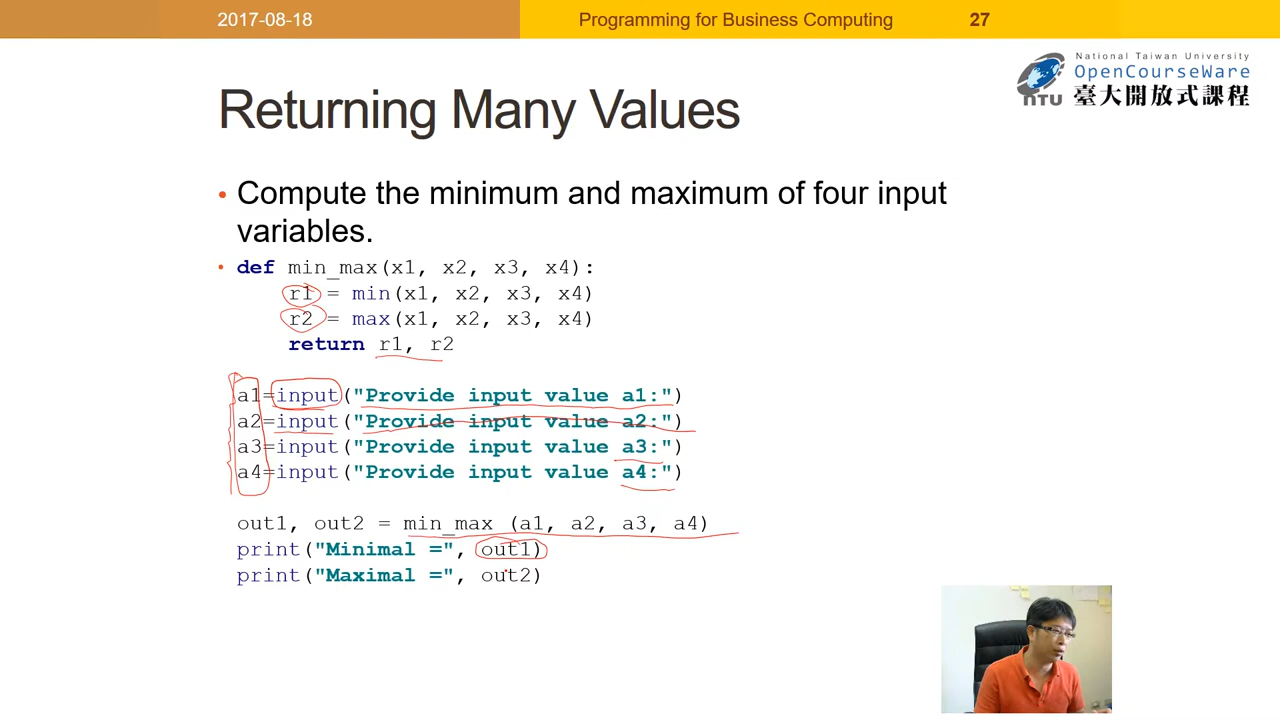 2017-08-18
Programming for Business Computing
27
National Taiwan University
OpenCourseWare
NTU 臺大開放式課程
Returning Many Values
• Compute the minimum and maximum of four input
variables.
• def min_max(x1, x2, x3, x4):
r1 = min(x1, x2, x3, x4)
r2 = max(x1, x2, x3, x4)
return r1, r2
a1=input("Provide input value a1:")
a2=input("Provide input value a2:")
a3=input("Provide input value a3:")
a4=input("Provide input value a4:")
out1, out2 = min_max (a1, a2, a3, a4)
print("Minimal =", out1)
print("Maximal =", out2)